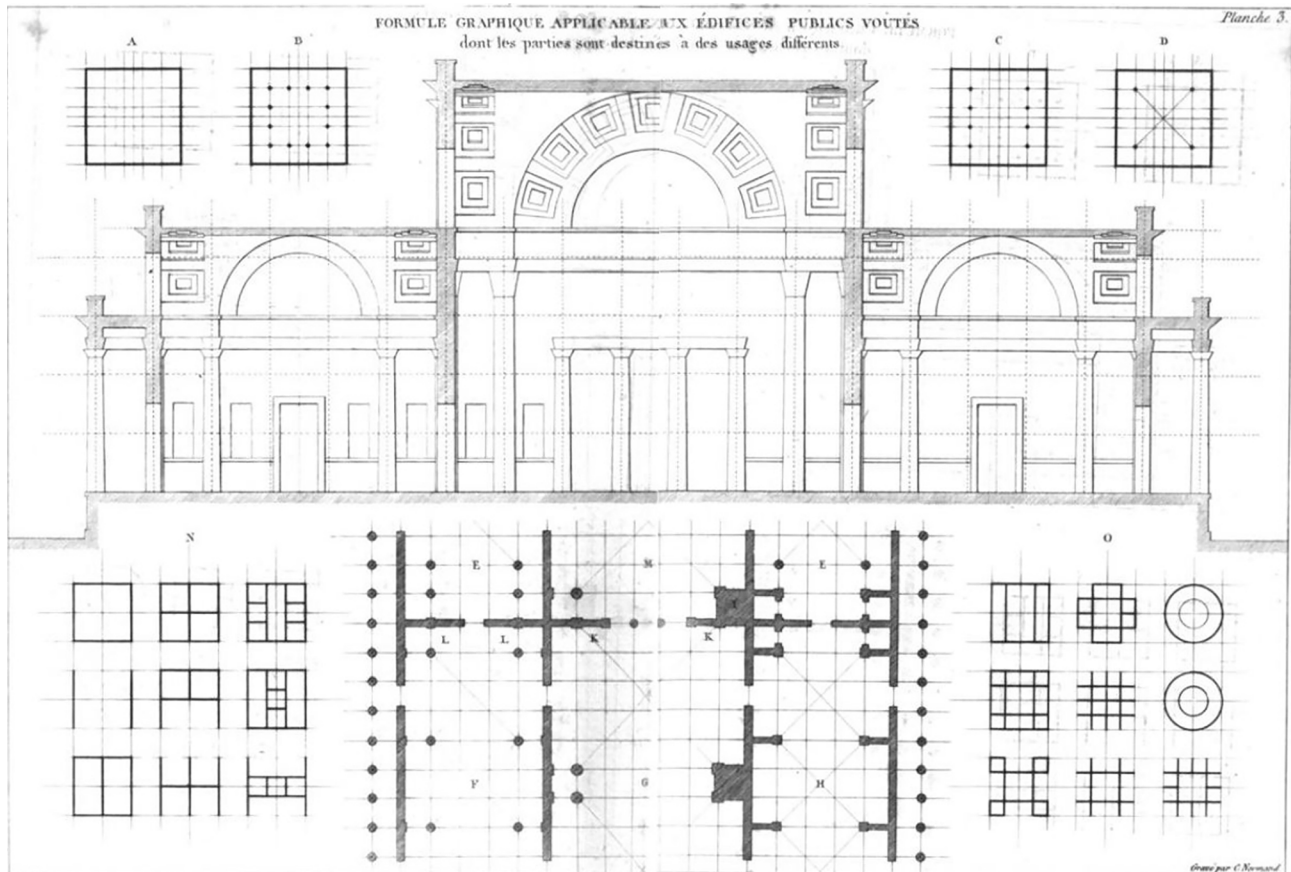 Planche 3.
FORMULE GRAPHIQUE APPLICABLE AUX ÉDIFICES PUBLICS VOUTÉS
dont les parties sont destinés à des usages différents
A
B
C
D
N
O
E
M
E
I
L
L
K
K
F
G
H
Gravé par C. Normand